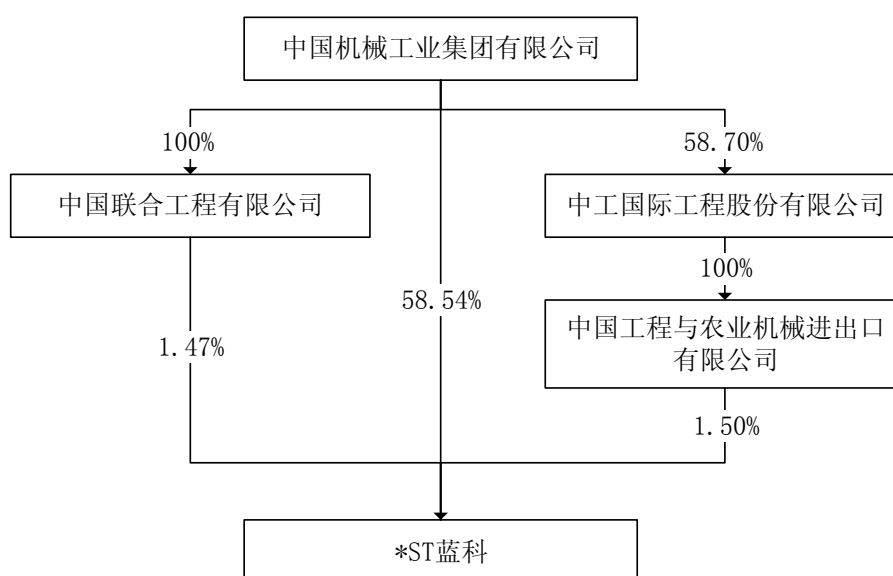 中国机械工业集团有限公司
100%
58.70%
中国联合工程有限公司
中工国际工程股份有限公司
100%
58.54%
中国工程与农业机械进出口
有限公司
1.47%
1.50%
*ST蓝科